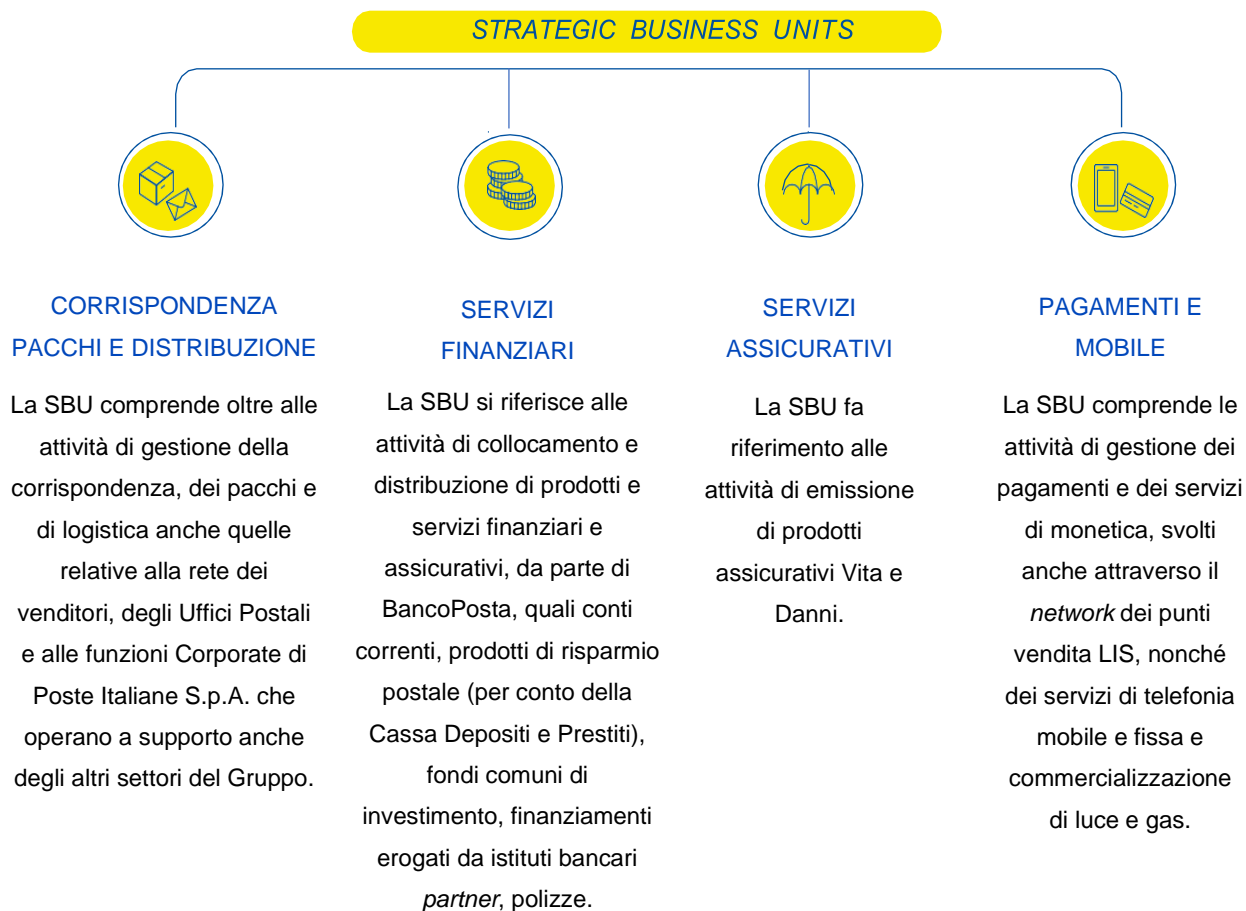 STRATEGIC BUSINESS UNITS
CORRISPONDENZA
PACCHI E DISTRIBUZIONE
La SBU comprende oltre alle
attività di gestione della
corrispondenza, dei pacchi e
di logistica anche quelle
relative alla rete dei
venditori, degli Uffici Postali
e alle funzioni Corporate di
Poste Italiane S.p.A. che
operano a supporto anche
degli altri settori del Gruppo.
SERVIZI
FINANZIARI
La SBU si riferisce alle
attività di collocamento e
distribuzione di prodotti e
servizi finanziari e
assicurativi, da parte di
BancoPosta, quali conti
correnti, prodotti di risparmio
postale (per conto della
Cassa Depositi e Prestiti),
fondi comuni di
investimento, finanziamenti
erogati da istituti bancari
partner, polizze.
SERVIZI
ASSICURATIVI
La SBU fa
riferimento alle
attività di emissione
di prodotti
assicurativi Vita e
Danni.
PAGAMENTI E
MOBILE
La SBU comprende le
attività di gestione dei
pagamenti e dei servizi
di monetica, svolti
anche attraverso il
network dei punti
vendita LIS, nonché
dei servizi di telefonia
mobile e fissa e
commercializzazione
di luce e gas.